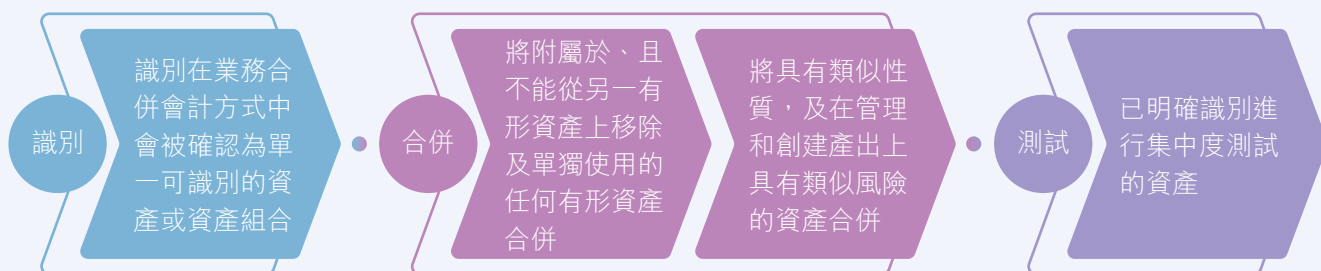 識別
識別在業務合
併會計方式中
會被確認為單
一可識別的資
產或資產組合
合併
將附屬於、且
不能從另一有
形資產上移除
及單獨使用的
任何有形資產
合併
將具有類似性
質，及在管理
和創建產出上
具有類似風險
的資產合併
測試
已明確識別進
行集中度測試
的資產